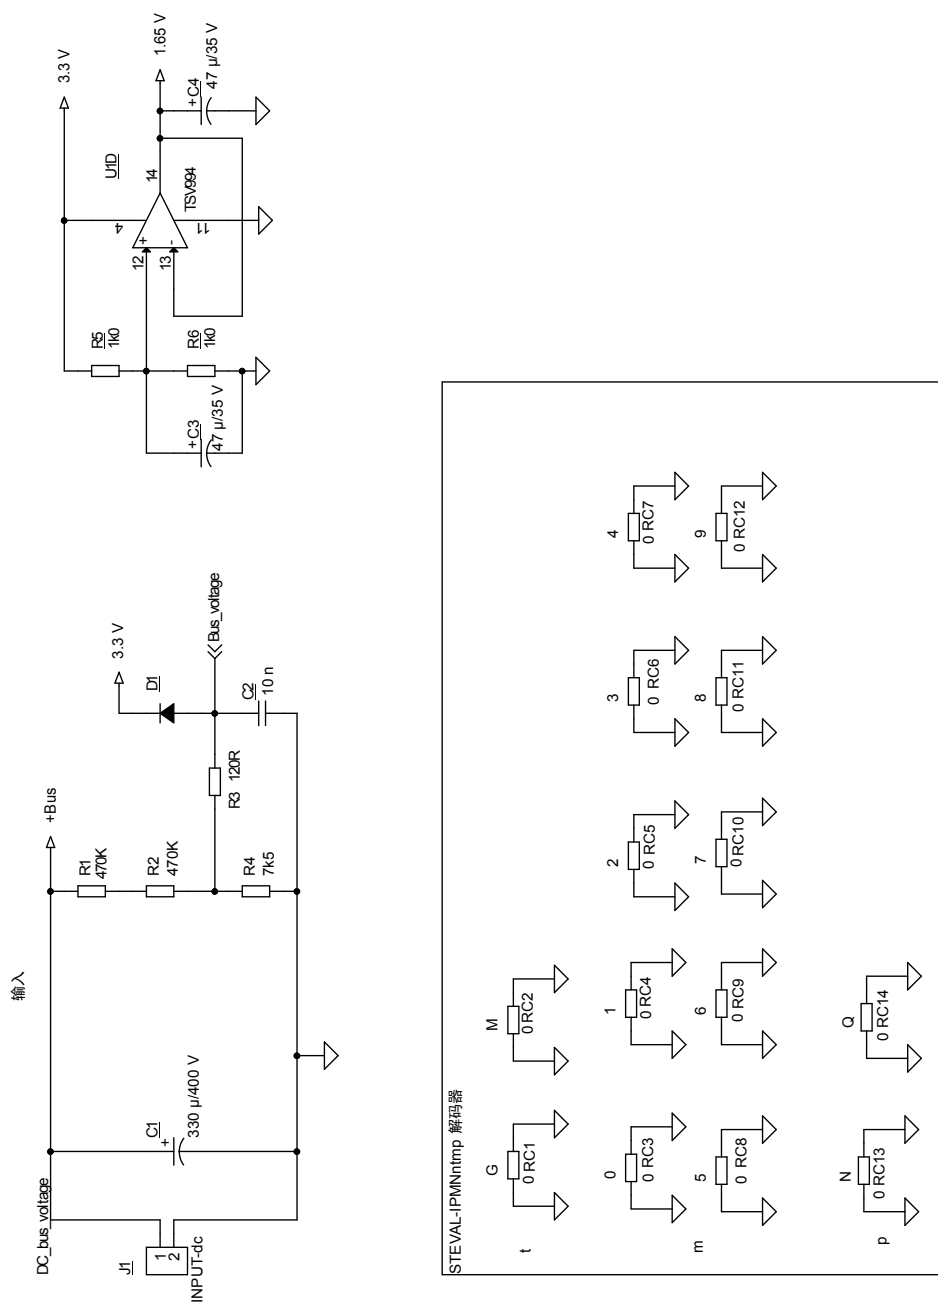 输入
DC_bus_voltage
+Bus
J1
1
2
INPUT-dc
C1
+
330 µ/400 V
R1
470K
R2
470K
R4
7k5
R3 120R
D1
3.3 V
C2
10 n
Bus_voltage
3.3 V
R5
1k0
R6
1k0
+C3
47 µ/35 V
U1D
TSV994
4
11
12
13
14
+
-
1.65 V
+C4
47 µ/35 V
STEVAL-IPMNntmp 解码器
t
G
0 RC1
M
0 RC2
m
0
0 RC3
1
0 RC4
2
0 RC5
3
0 RC6
4
0 RC7
5
0 RC8
6
0 RC9
7
0 RC10
8
0 RC11
9
0 RC12
p
N
0 RC13
Q
0 RC14